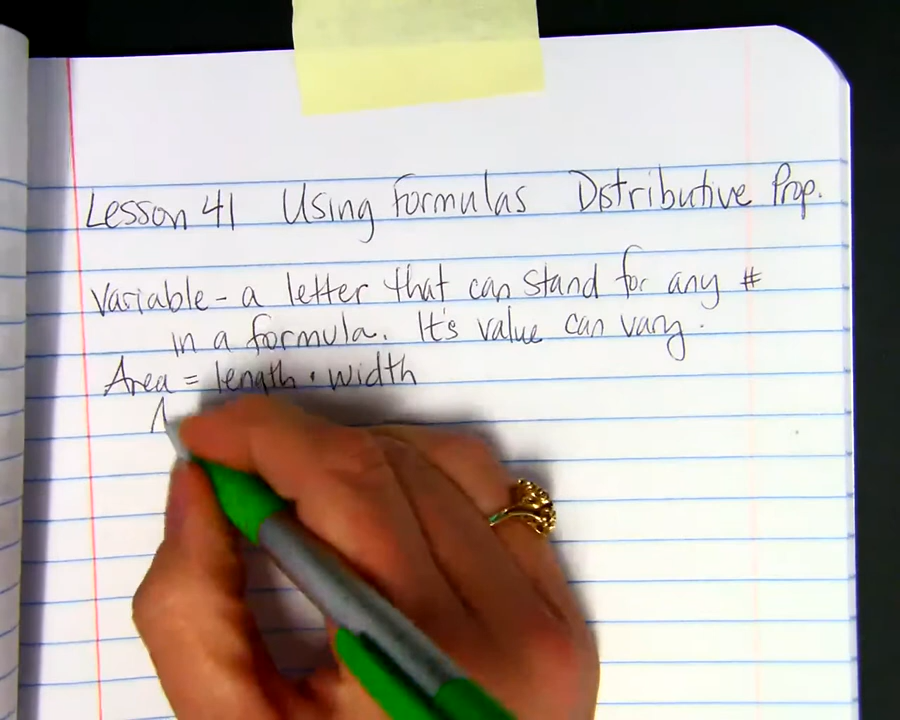 Lesson 41 Using Formulas Dstributive Prop.
Variable - a letter that can stand for any #
in a formula. It's value can vary.
Area = length • width
A